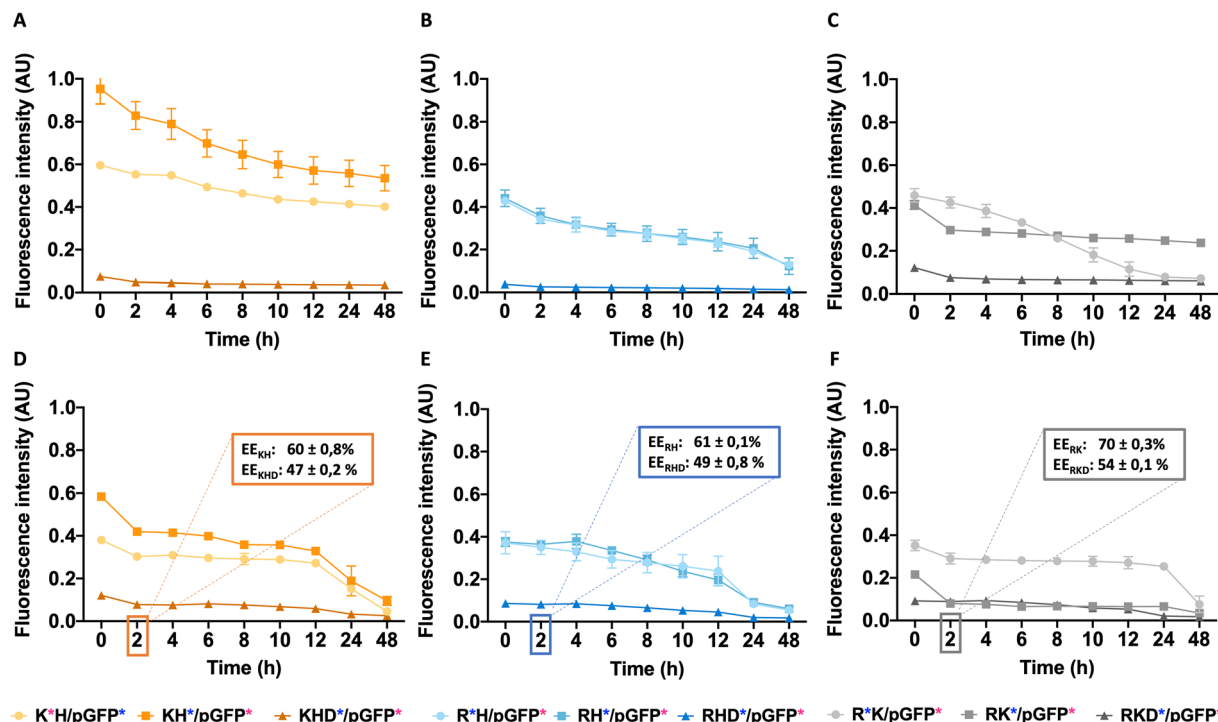 A
Fluorescence intensity (AU)
1.0
0.8
0.6
0.4
0.2
0.0
0 2 4 6 8 10 12 24 48
Time (h)
B
Fluorescence intensity (AU)
1.0
0.8
0.6
0.4
0.2
0.0
0 2 4 6 8 10 12 24 48
Time (h)
C
Fluorescence intensity (AU)
1.0
0.8
0.6
0.4
0.2
0.0
0 2 4 6 8 10 12 24 48
Time (h)
D
Fluorescence intensity (AU)
1.0
0.8
0.6
0.4
0.2
0.0
EE_KH: 60 ± 0,8%
EE_KHD: 47 ± 0,2 %
0 2 4 6 8 10 12 24 48
Time (h)
E
Fluorescence intensity (AU)
1.0
0.8
0.6
0.4
0.2
0.0
EE_RH: 61 ± 0,1%
EE_RHD: 49 ± 0,8 %
0 2 4 6 8 10 12 24 48
Time (h)
F
Fluorescence intensity (AU)
1.0
0.8
0.6
0.4
0.2
0.0
EE_RK: 70 ± 0,3%
EE_RKD: 54 ± 0,1 %
0 2 4 6 8 10 12 24 48
Time (h)
K*H/pGFP* KH*/pGFP* KHD*/pGFP* R*H/pGFP* RH*/pGFP* RHD*/pGFP* R*K/pGFP* RK*/pGFP* RKD*/pGFP*